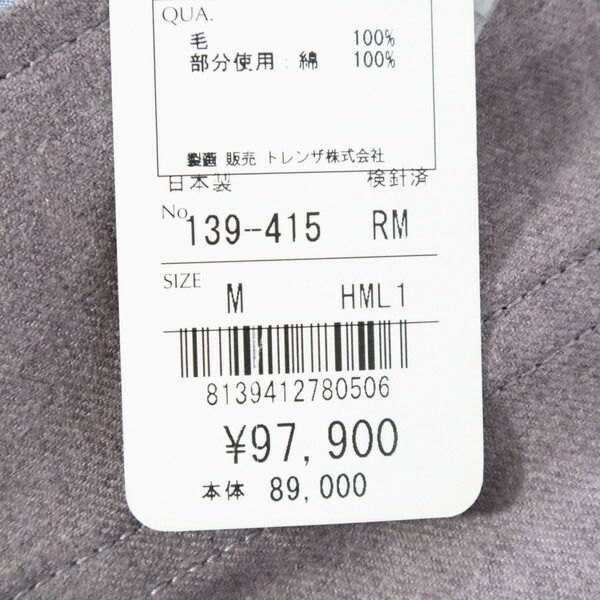 QUA.
毛 100%
部分使用:綿 100%
販売 トレンザ株式会社
日本製 検針済
No. 139-415 RM
SIZE M HML1
8139412780506
¥97,900
本体 89,000